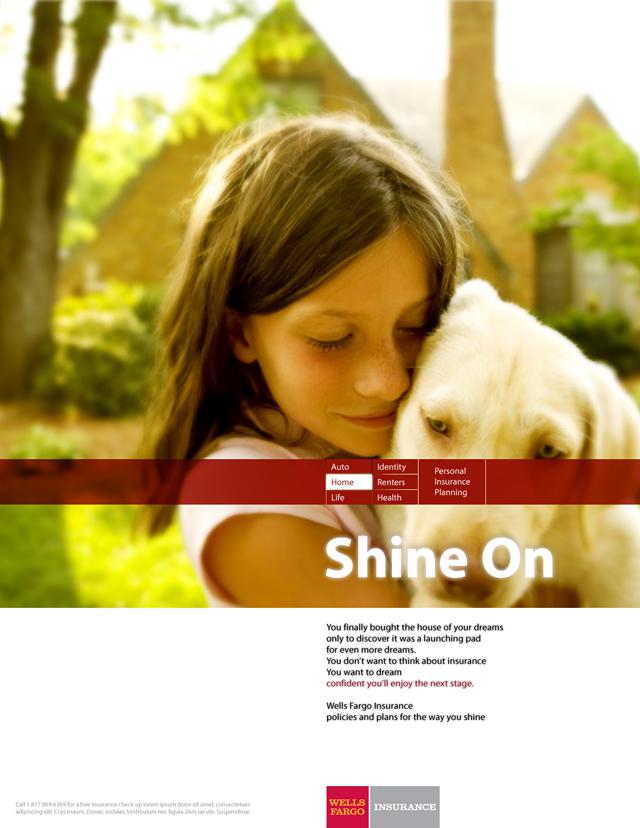 Auto
Identity
Home
Renters
Life
Health
Personal
Insurance
Planning
Shine On
You finally bought the house of your dreams
only to discover it was a launching pad
for even more dreams.
You don't want to think about insurance
You want to dream
confident you'll enjoy the next stage.
Wells Fargo Insurance
policies and plans for the way you shine
Call 1.877.869.6369 for a free insurance check up lorem ipsum dolor sit amet, consectetuer
adipiscing elit. Cras mauris. Donec sodales. Vestibulum nec ligula. Duis iaculis. Suspendisse.
WELLS
FARGO
INSURANCE